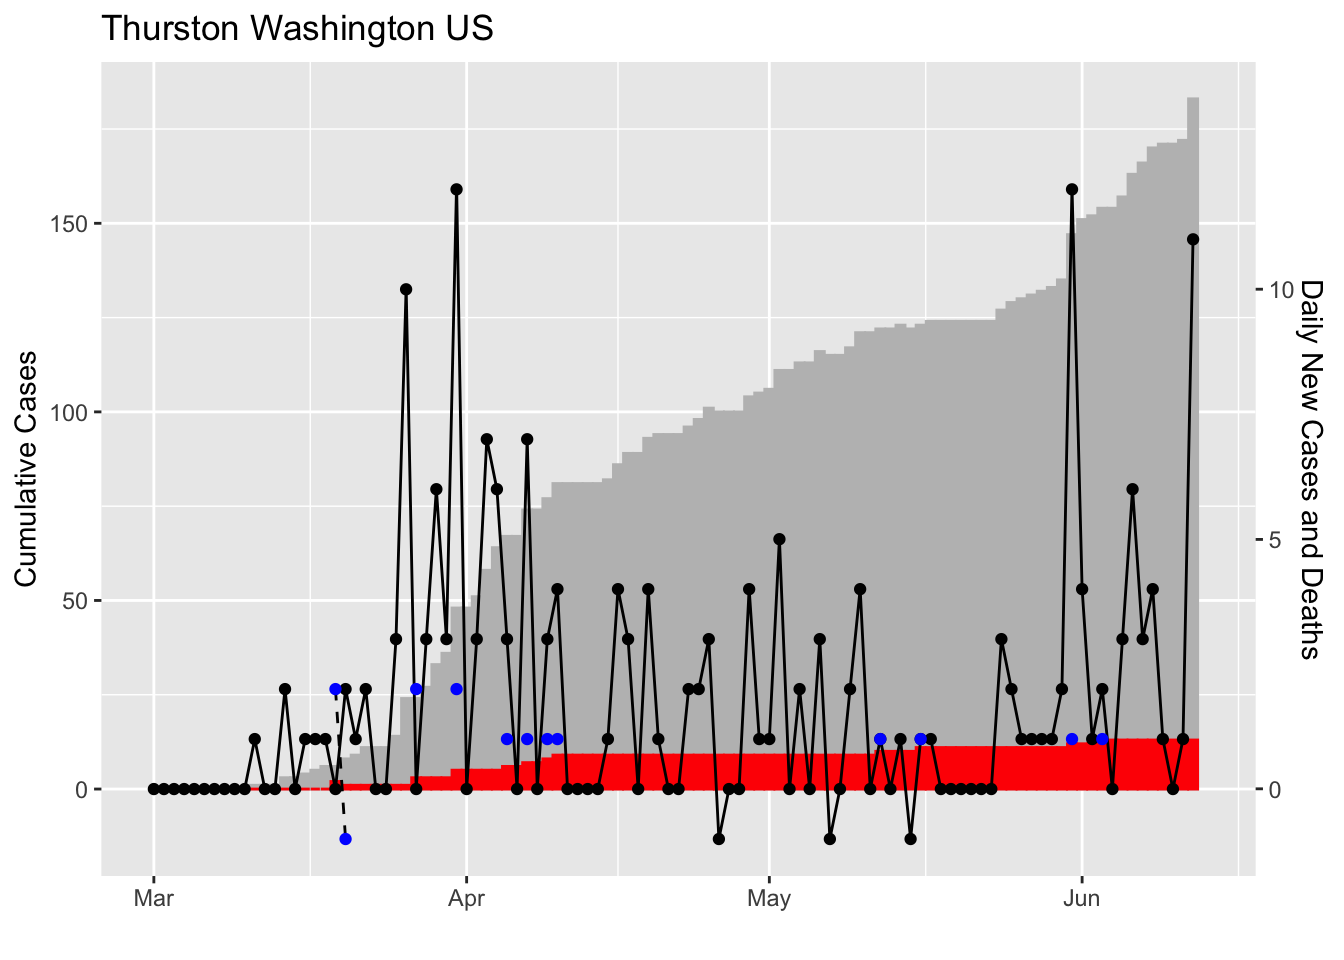 Thurston Washington US
Cumulative Cases
150
100
50
0
10
5
0
Daily New Cases and Deaths
Mar
Apr
May
Jun